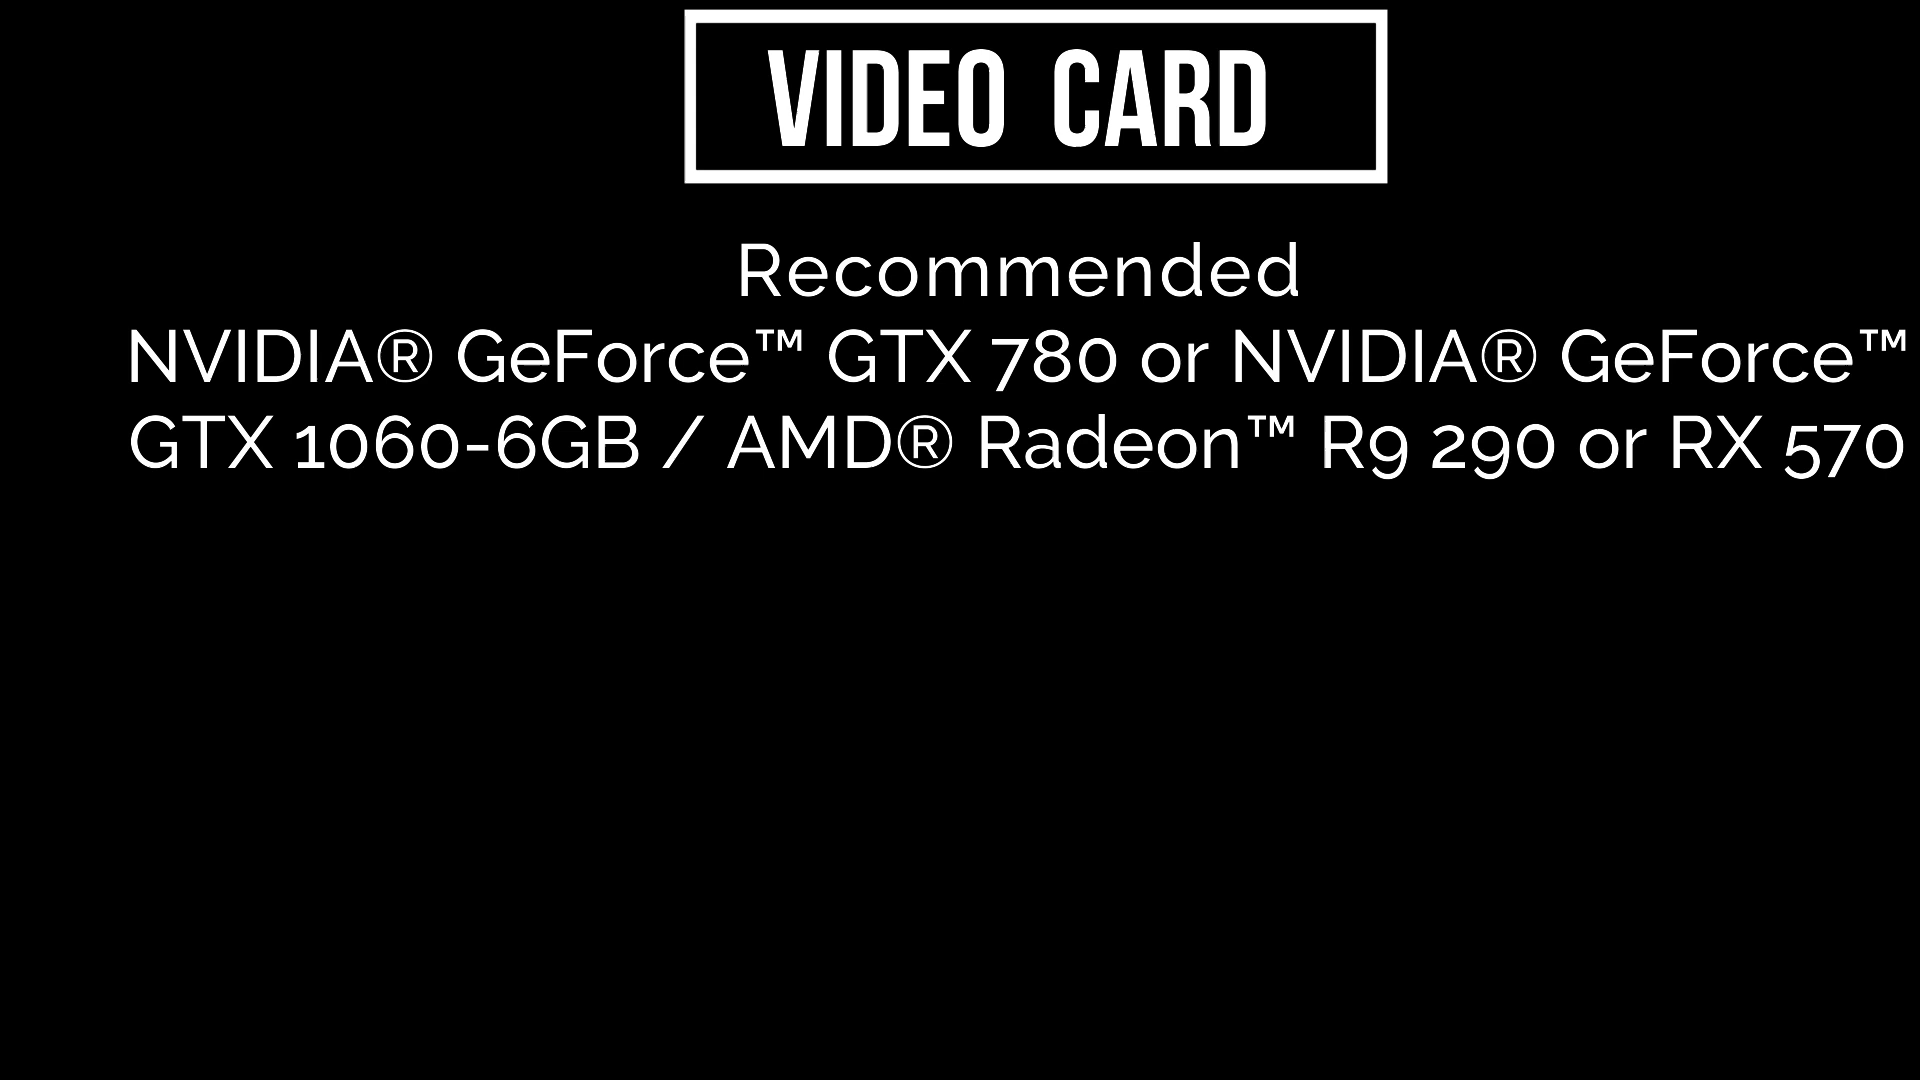 VIDEO CARD
Recommended
NVIDIA® GeForce™ GTX 780 or NVIDIA® GeForce™
GTX 1060-6GB / AMD® Radeon™ R9 290 or RX 570